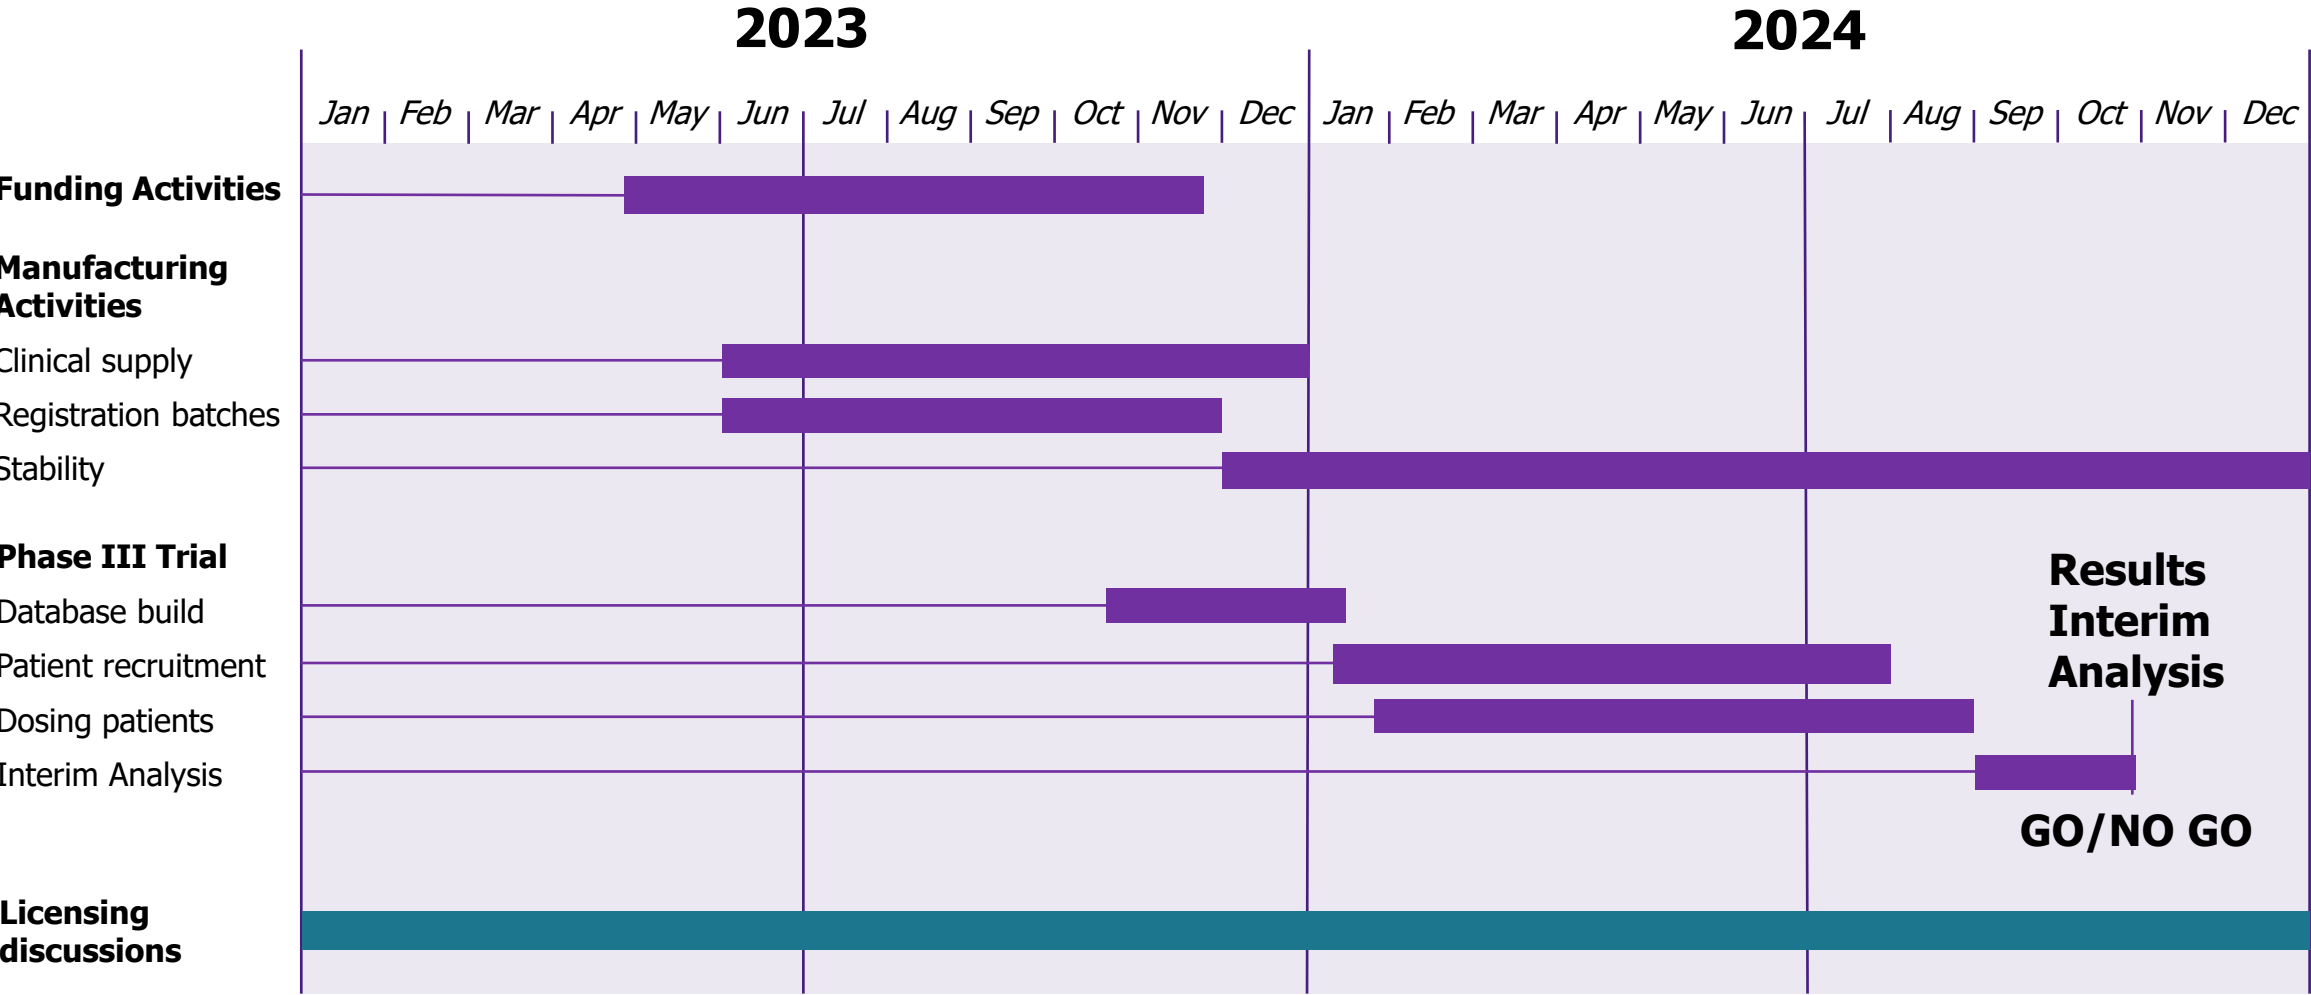 2023 2024
Jan Feb Mar Apr May Jun Jul Aug Sep Oct Nov Dec Jan Feb Mar Apr May Jun Jul Aug Sep Oct Nov Dec
Funding Activities
Manufacturing
Activities
Clinical supply
Registration batches
Stability
Phase III Trial
Database build
Patient recruitment
Dosing patients
Interim Analysis
Results
Interim
Analysis
GO/NO GO
Licensing
discussions